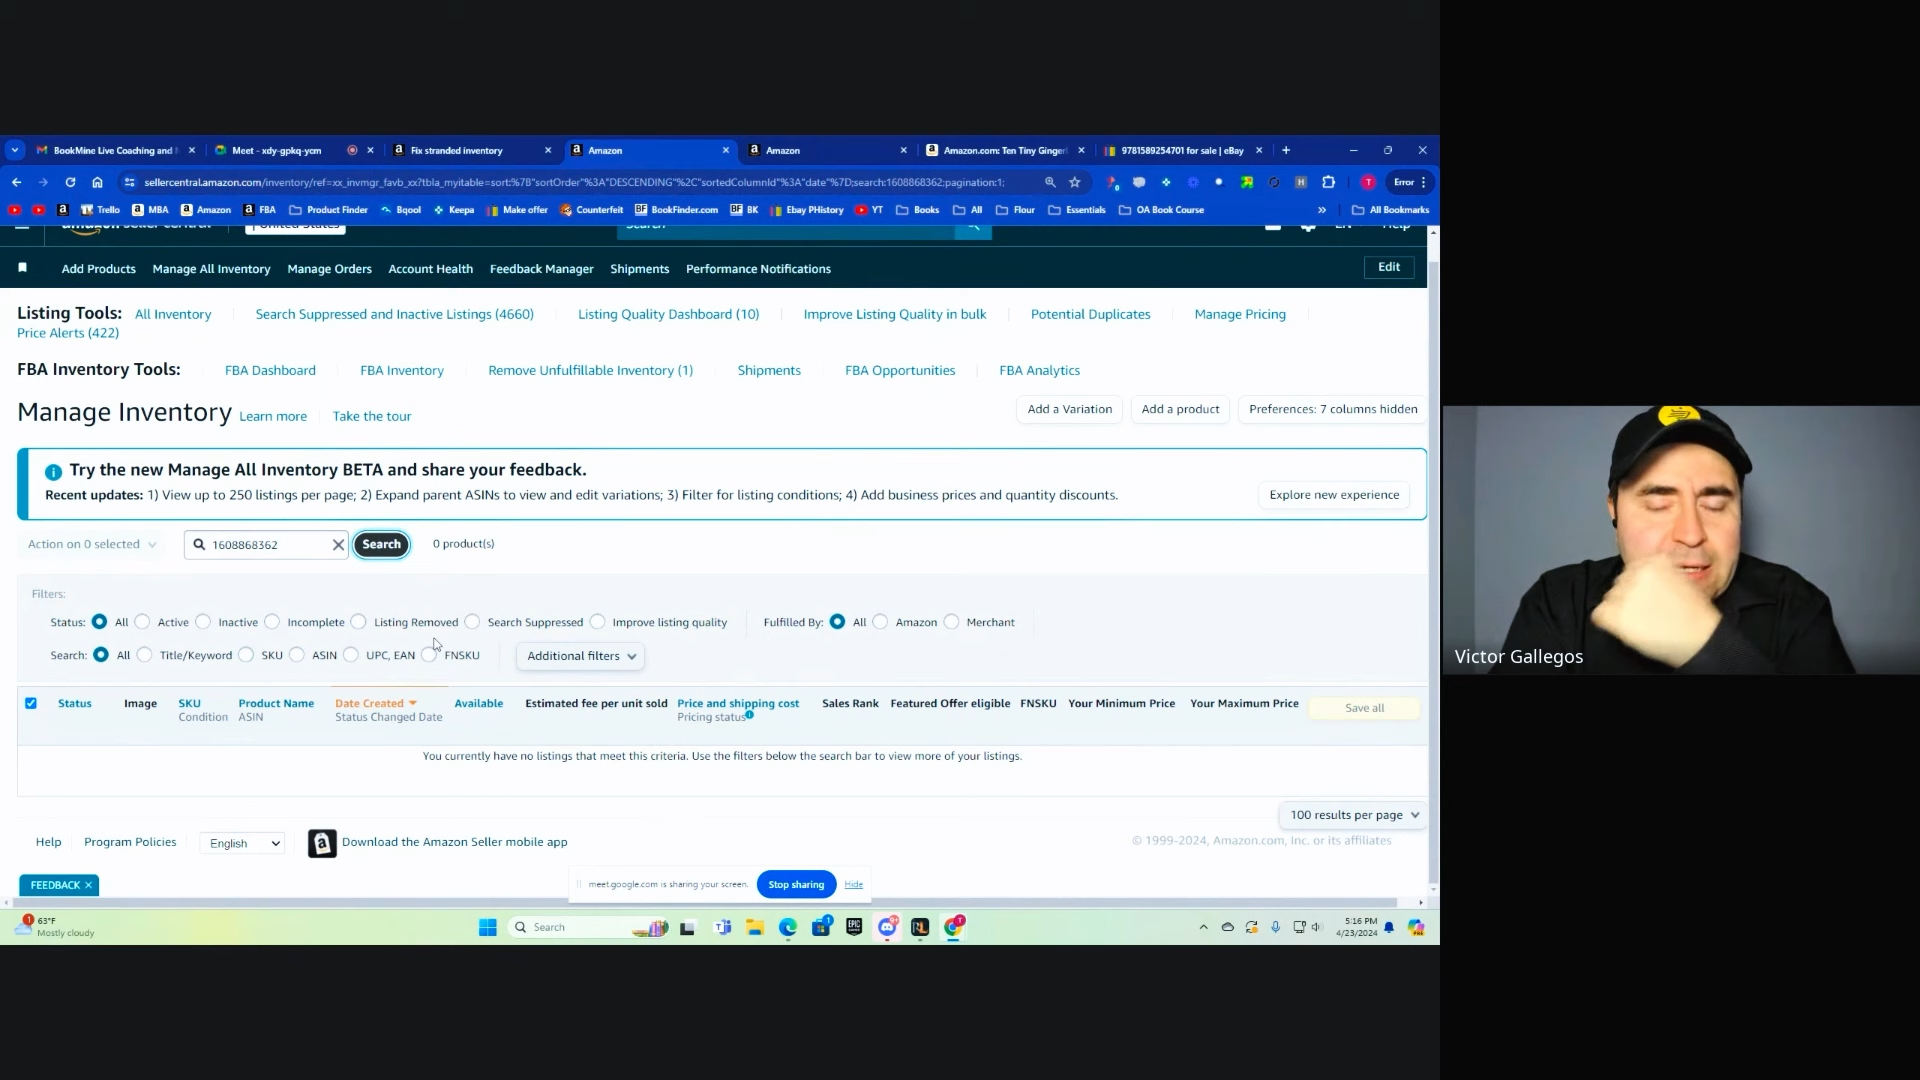 BookMine Live Coaching and
Meet - xdy-gpkq-ycm
Fix stranded inventory
Amazon
Amazon
Amazon.com: Ten Tiny Ginger
9781589254701 for sale | eBay
sellercentral.amazon.com/inventory/ref=xx_invmgr_favb_xx?tbla_myitable=sort:%7B"sortOrder"%3A"DESCENDING"%2C"sortedColumnId"%3A"date"%7D;search:1608868362;pagination:1;
Error
Trello MBA Amazon FBA Product Finder Bqool Keepa Make offer Counterfeit BookFinder.com BK Ebay PHistory YT Books All Flour Essentials OA Book Course » All Bookmarks
Add Products Manage All Inventory Manage Orders Account Health Feedback Manager Shipments Performance Notifications Edit
Listing Tools: All Inventory Search Suppressed and Inactive Listings (4660) Listing Quality Dashboard (10) Improve Listing Quality in bulk Potential Duplicates Manage Pricing
Price Alerts (422)
FBA Inventory Tools: FBA Dashboard FBA Inventory Remove Unfulfillable Inventory (1) Shipments FBA Opportunities FBA Analytics
Manage Inventory Learn more Take the tour Add a Variation Add a product Preferences: 7 columns hidden
Try the new Manage All Inventory BETA and share your feedback.
Recent updates: 1) View up to 250 listings per page; 2) Expand parent ASINs to view and edit variations; 3) Filter for listing conditions; 4) Add business prices and quantity discounts. Explore new experience
Action on 0 selected 1608868362 Search 0 product(s)
Filters:
Status: All Active Inactive Incomplete Listing Removed Search Suppressed Improve listing quality Fulfilled By: All Amazon Merchant
Search: All Title/Keyword SKU ASIN UPC, EAN FNSKU Additional filters
Status Image SKU Product Name Date Created Available Estimated fee per unit sold Price and shipping cost Sales Rank Featured Offer eligible FNSKU Your Minimum Price Your Maximum Price Save all
Condition ASIN Status Changed Date Pricing status
You currently have no listings that meet this criteria. Use the filters below the search bar to view more of your listings.
100 results per page
Help Program Policies English Download the Amazon Seller mobile app © 1999-2024, Amazon.com, Inc. or its affiliates
FEEDBACK
meet.google.com is sharing your screen. Stop sharing Hide
63°F
Mostly cloudy
Search
5:16 PM
4/23/2024
Victor Gallegos